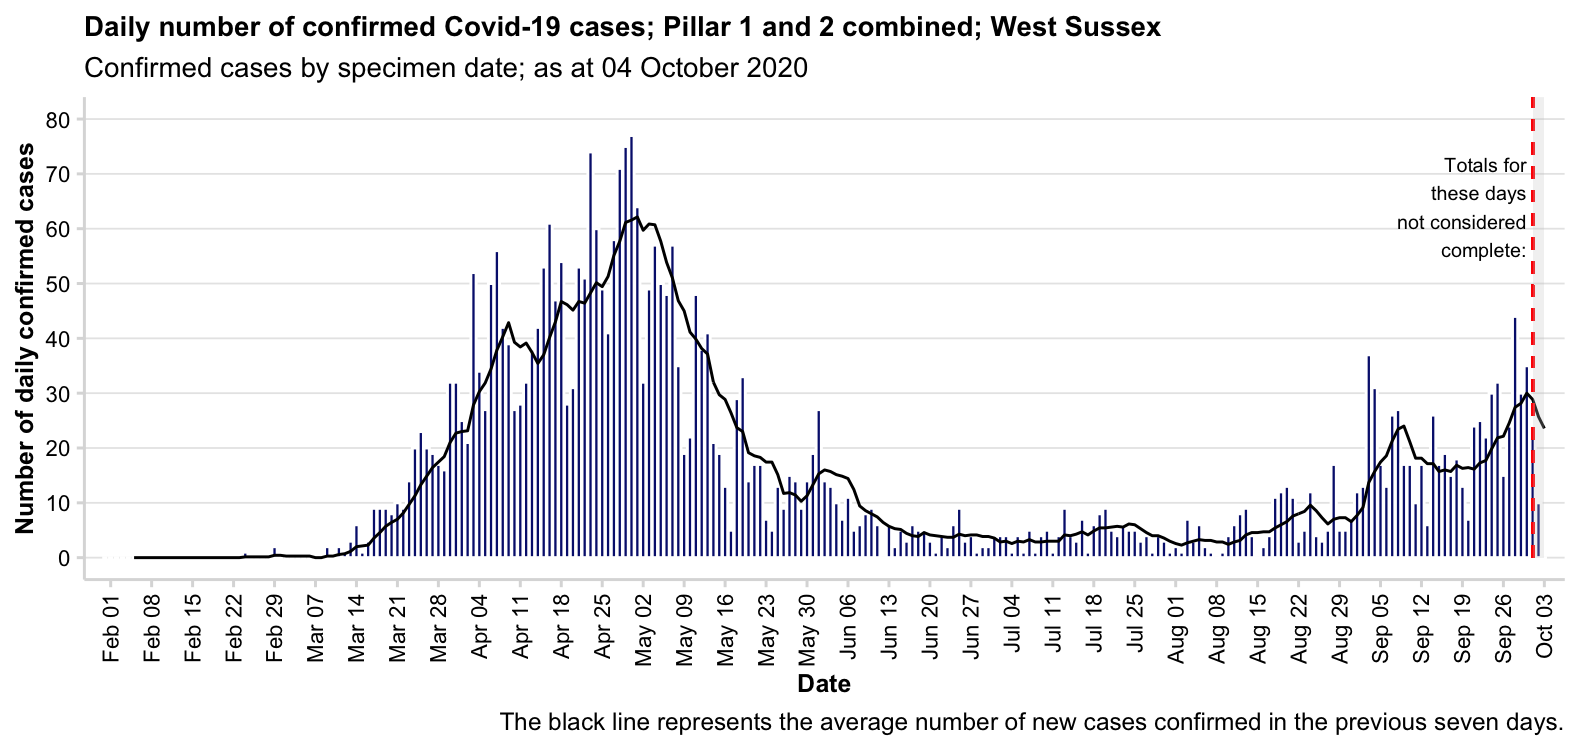 Daily number of confirmed Covid-19 cases; Pillar 1 and 2 combined; West Sussex
Confirmed cases by specimen date; as at 04 October 2020
Number of daily confirmed cases
80
70
60
50
40
30
20
10
0
Totals for
these days
not considered
complete:
Feb 01
Feb 08
Feb 15
Feb 22
Feb 29
Mar 07
Mar 14
Mar 21
Mar 28
Apr 04
Apr 11
Apr 18
Apr 25
May 02
May 09
May 16
May 23
May 30
Jun 06
Jun 13
Jun 20
Jun 27
Jul 04
Jul 11
Jul 18
Jul 25
Aug 01
Aug 08
Aug 15
Aug 22
Aug 29
Sep 05
Sep 12
Sep 19
Sep 26
Oct 03
Date
The black line represents the average number of new cases confirmed in the previous seven days.